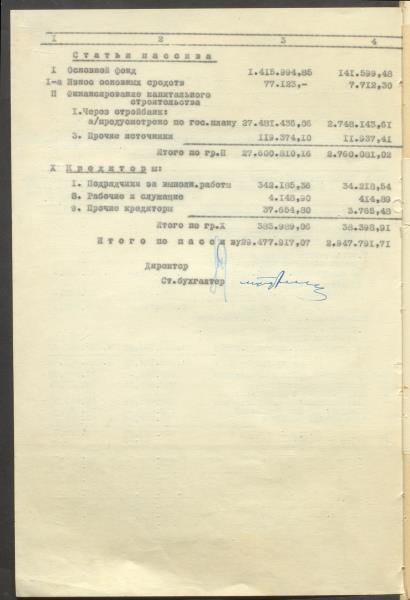 1 2 3 4
Статьи пассива
I Основной фонд 1.415.994,85 141.599,48
I-а Износ основных средств 77.123,- 7.712,30
II Финансирование капитального
строительства
1.Через стройбанк:
а/предусмотрено по гос.плану 27.481.436,06 2.748.143,61
3. Прочие источники 119.374,10 11.937,41
Итого по гр.II 27.600.810,16 2.760.081,02
X Кредиторы:
1. Подрядчики за выполн.работы 342.185,36 34.218,54
8. Рабочие и служащие 4.148,90 414,89
9. Прочие кредиторы 37.654,80 3.765,48
Итого по гр.X 383.989,06 38.398,91
Итого по пассиву 29.477.917,07 2.947.791,71
Директор
Ст.бухгалтер